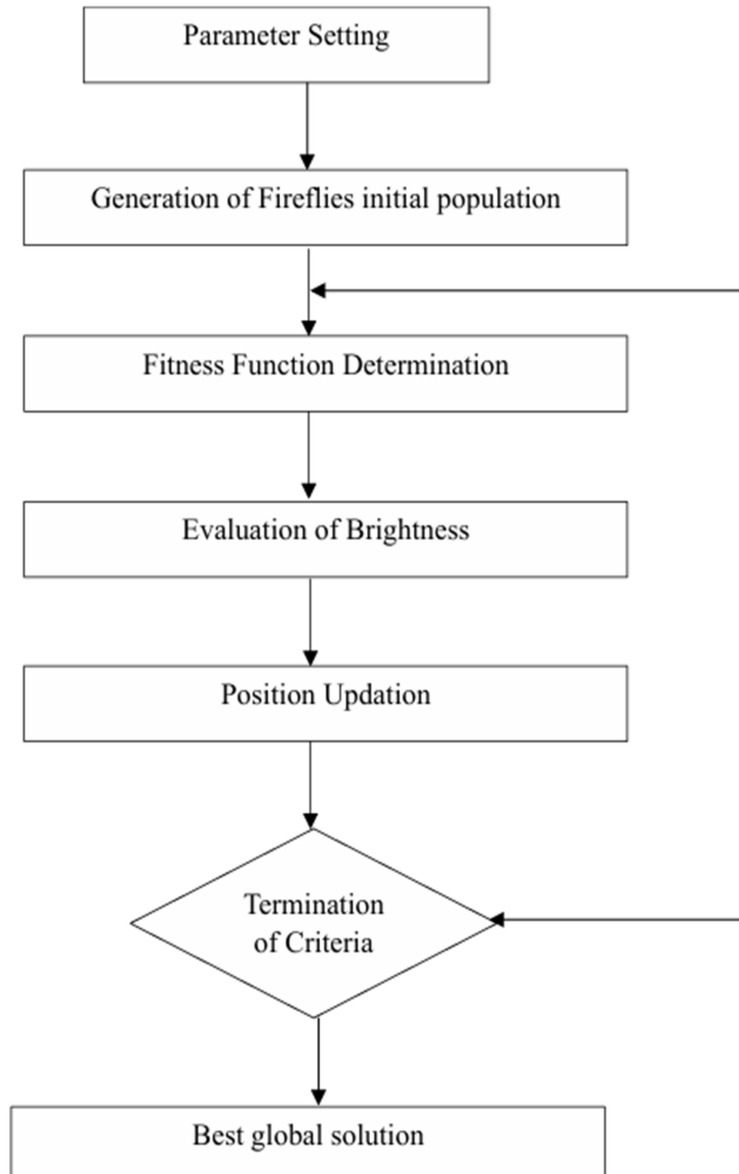 Parameter Setting
Generation of Fireflies initial population
Fitness Function Determination
Evaluation of Brightness
Position Updation
Termination
of Criteria
Best global solution